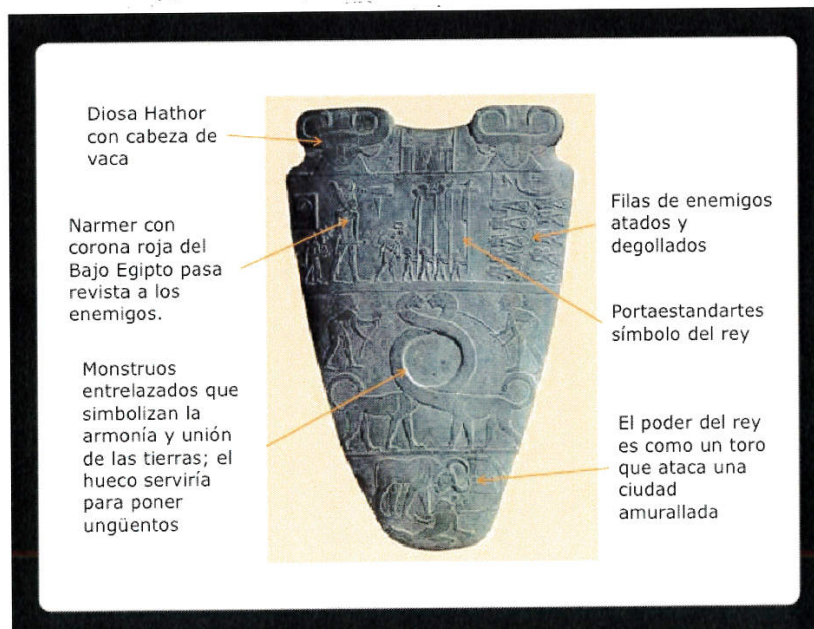 Diosa Hathor
con cabeza de
vaca
Narmer con
corona roja del
Bajo Egipto pasa
revista a los
enemigos.
Monstruos
entrelazados que
simbolizan la
armonía y unión
de las tierras; el
hueco serviría
para poner
ungüentos
Filas de enemigos
atados y
degollados
Portaestandartes
símbolo del rey
El poder del rey
es como un toro
que ataca una
ciudad
amurallada